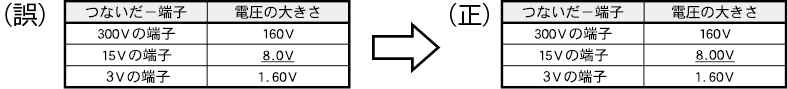 (誤)
つないだ－端子 電圧の大きさ
300Vの端子 160V
15Vの端子 8.0V
3Vの端子 1.60V
(正)
つないだ－端子 電圧の大きさ
300Vの端子 160V
15Vの端子 8.00V
3Vの端子 1.60V